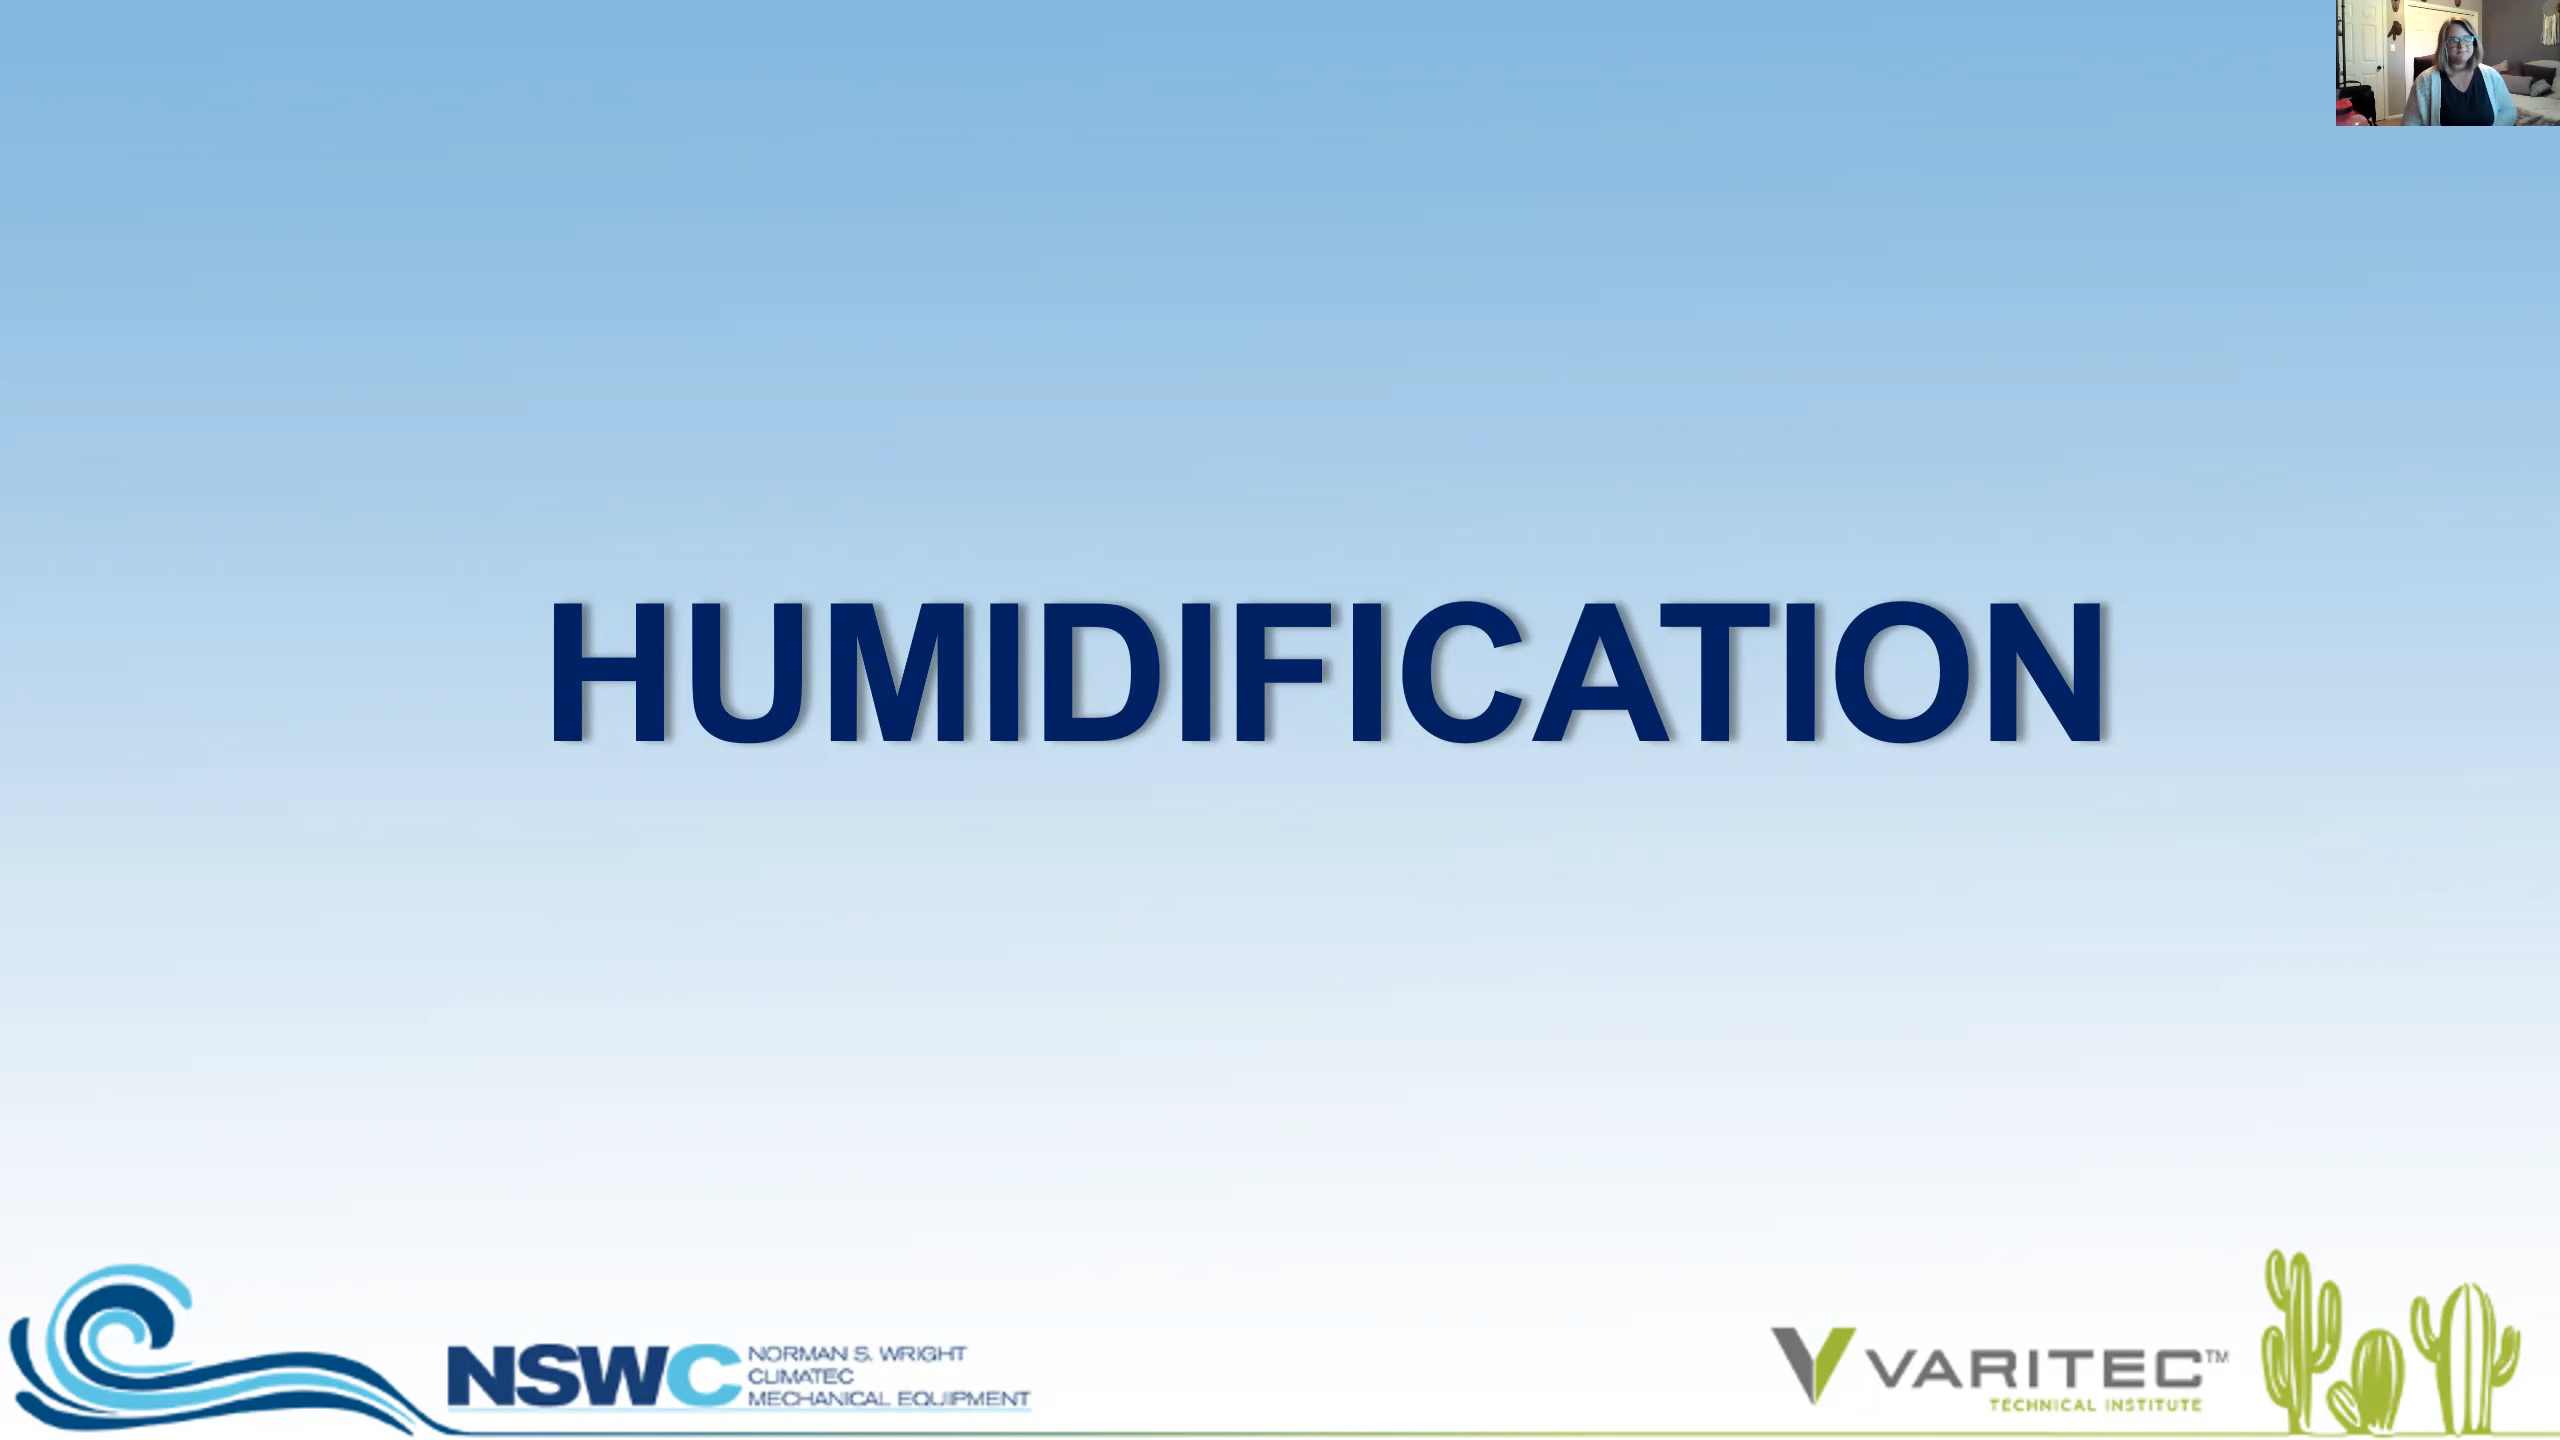 HUMIDIFICATION
NSWC
NORMAN S. WRIGHT
CLIMATEC
MECHANICAL EQUIPMENT
VARITEC™
TECHNICAL INSTITUTE